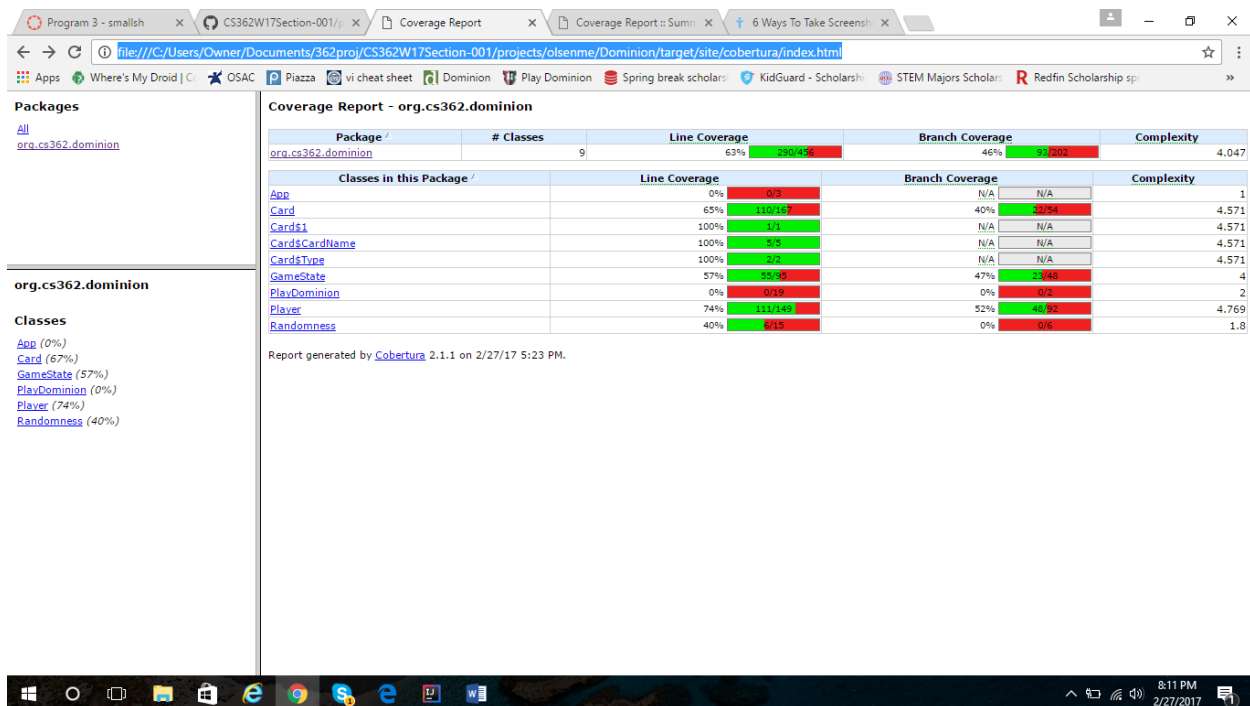 Program 3 - smallsh
CS362W17Section-001/p
Coverage Report
Coverage Report :: Summ
6 Ways To Take Screensh
file:///C:/Users/Owner/Documents/362proj/CS362W17Section-001/projects/olsenme/Dominion/target/site/cobertura/index.html
Apps Where's My Droid | Co OSAC Piazza vi cheat sheet Dominion Play Dominion Spring break scholars KidGuard - Scholarshi STEM Majors Scholars Redfin Scholarship spr »
Packages
All
org.cs362.dominion
org.cs362.dominion
Classes
App (0%)
Card (67%)
GameState (57%)
PlayDominion (0%)
Player (74%)
Randomness (40%)
Coverage Report - org.cs362.dominion
Package # Classes Line Coverage Branch Coverage Complexity
org.cs362.dominion 9 63% 290/456 46% 93/202 4.047
Classes in this Package Line Coverage Branch Coverage Complexity
App 0% 0/3 N/A N/A 1
Card 65% 110/167 40% 22/54 4.571
Card$1 100% 1/1 N/A N/A 4.571
Card$CardName 100% 5/5 N/A N/A 4.571
Card$Type 100% 2/2 N/A N/A 4.571
GameState 57% 55/95 47% 23/48 4
PlayDominion 0% 0/19 0% 0/2 2
Player 74% 111/149 52% 48/92 4.769
Randomness 40% 6/15 0% 0/6 1.8
Report generated by Cobertura 2.1.1 on 2/27/17 5:23 PM.
8:11 PM
2/27/2017